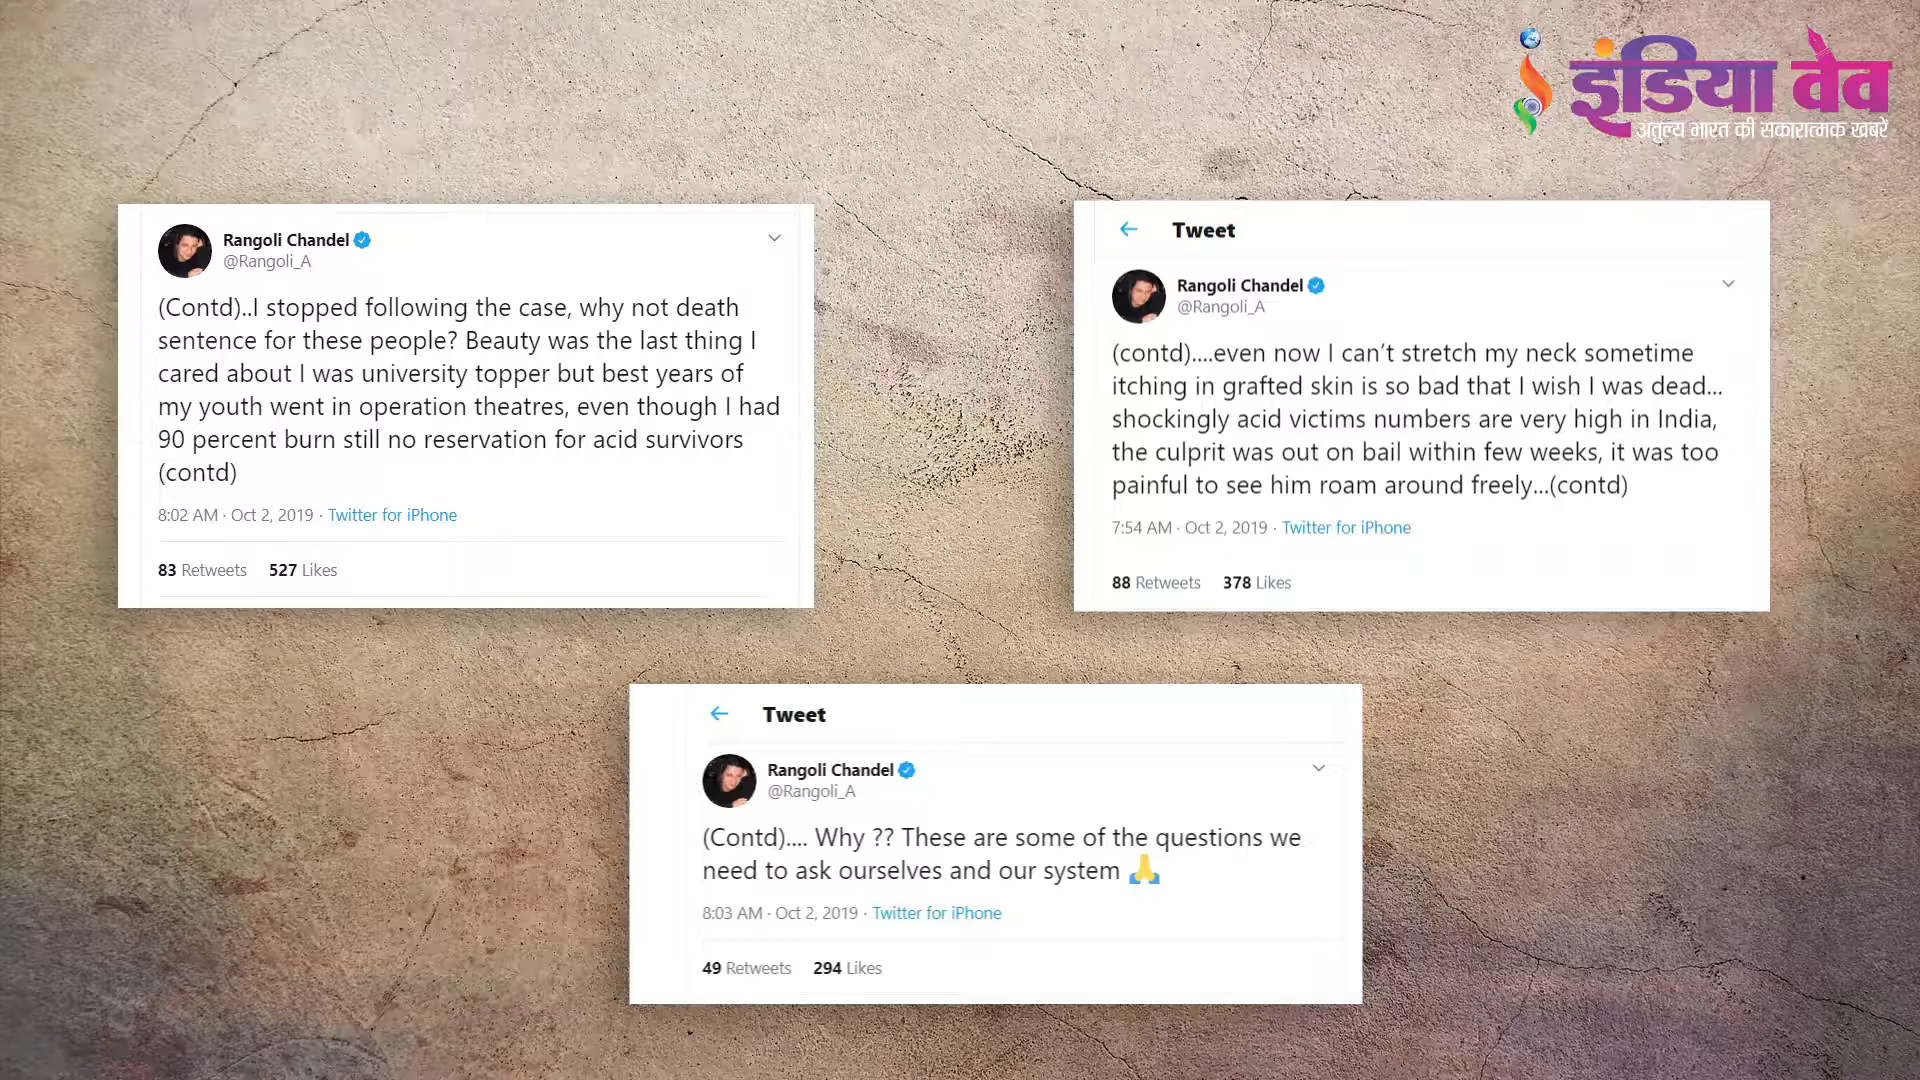 इंडिया वेव
अतुल्य भारत की सकारात्मक खबरें
Rangoli Chandel
@Rangoli_A
(Contd)..I stopped following the case, why not death
sentence for these people? Beauty was the last thing I
cared about I was university topper but best years of
my youth went in operation theatres, even though I had
90 percent burn still no reservation for acid survivors
(contd)
8:02 AM · Oct 2, 2019 · Twitter for iPhone
83 Retweets 527 Likes
Tweet
Rangoli Chandel
@Rangoli_A
(contd)....even now I can’t stretch my neck sometime
itching in grafted skin is so bad that I wish I was dead...
shockingly acid victims numbers are very high in India,
the culprit was out on bail within few weeks, it was too
painful to see him roam around freely...(contd)
7:54 AM · Oct 2, 2019 · Twitter for iPhone
88 Retweets 378 Likes
Tweet
Rangoli Chandel
@Rangoli_A
(Contd).... Why ?? These are some of the questions we
need to ask ourselves and our system 🙏
8:03 AM · Oct 2, 2019 · Twitter for iPhone
49 Retweets 294 Likes